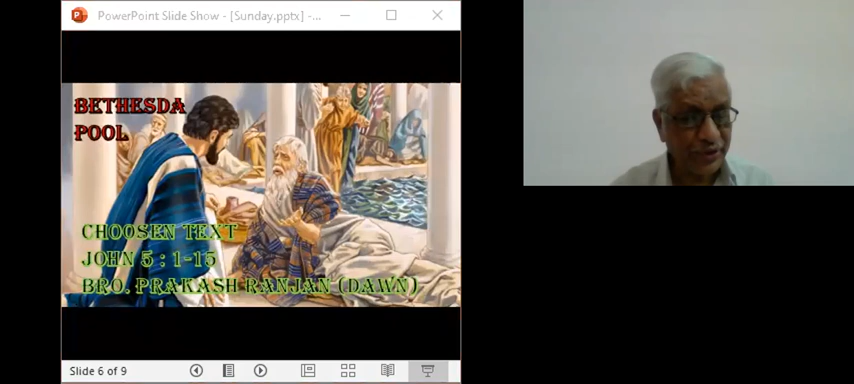 PowerPoint Slide Show - [Sunday.pptx] -...
BETHESDA
POOL
CHOOSEN TEXT
JOHN 5 : 1-15
BRO. PRAKASH RANJAN (DAWN)
Slide 6 of 9